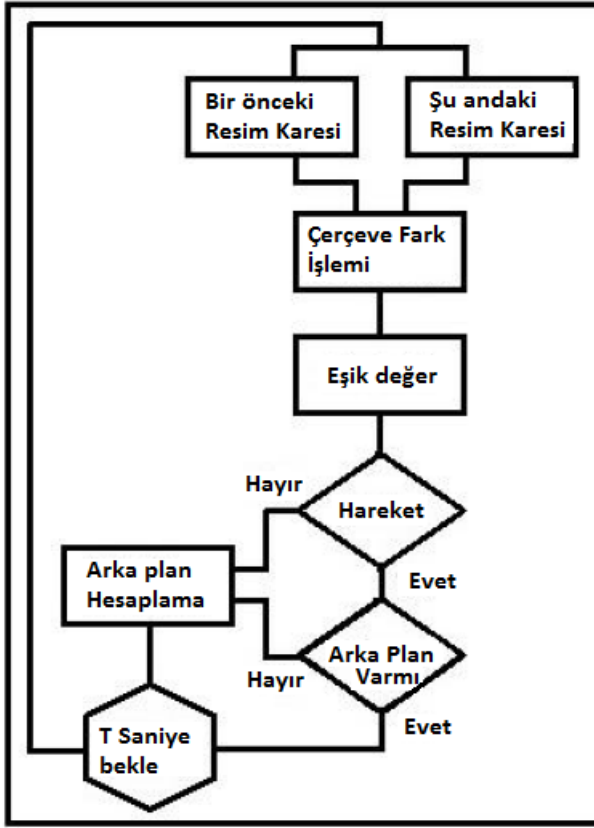 Bir önceki
Resim Karesi
Şu andaki
Resim Karesi
Çerçeve Fark
İşlemi
Eşik değer
Hayır
Hareket
Evet
Arka plan
Hesaplama
Arka Plan
Varmı
Hayır
Evet
T Saniye
bekle